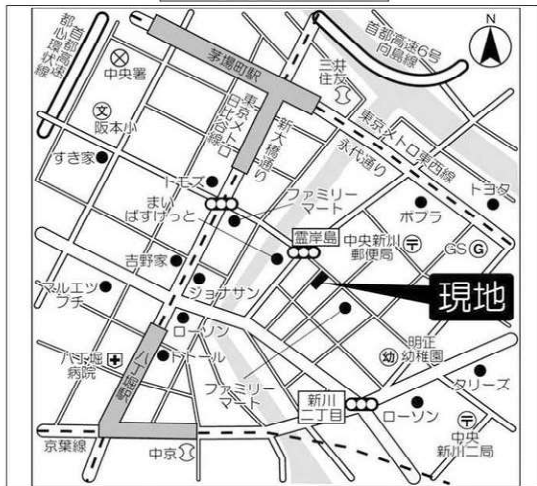 首都高速
都心環状線
中央署
文
阪本小
すき家
茅場町駅
三井
住友
首都高速6号
向島線
N
東京メトロ
日比谷線
新大橋通り
東京メトロ東西線
永代通り
トモズ
まい
ばすけっと
ファミリー
マート
霊岸島
中央新川
郵便局
ポプラ
トヨタ
GS
G
吉野家
ジョナサン
マルエツ
プチ
ローソン
現地
八丁堀
病院
八丁堀駅
ドトール
ファミリー
マート
明正
幼稚園
幼
新川
二丁目
ローソン
タリーズ
京葉線
中京
中央
新川二局